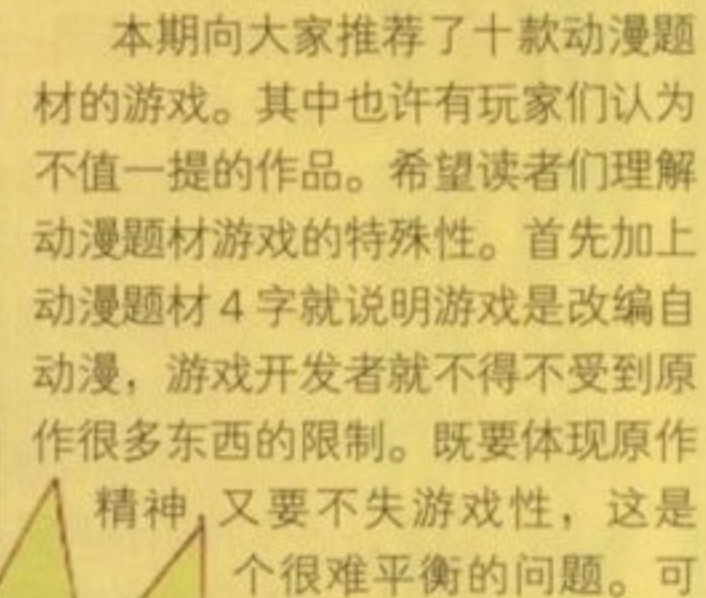 本期向大家推荐了十款动漫题
材的游戏。其中也许有玩家们认为
不值一提的作品。希望读者们理解
动漫题材游戏的特殊性。首先加上
动漫题材4字就说明游戏是改编自
动漫，游戏开发者就不得不受到原
作很多东西的限制。既要体现原作
精神，又要不失游戏性，这是
个很难平衡的问题。可